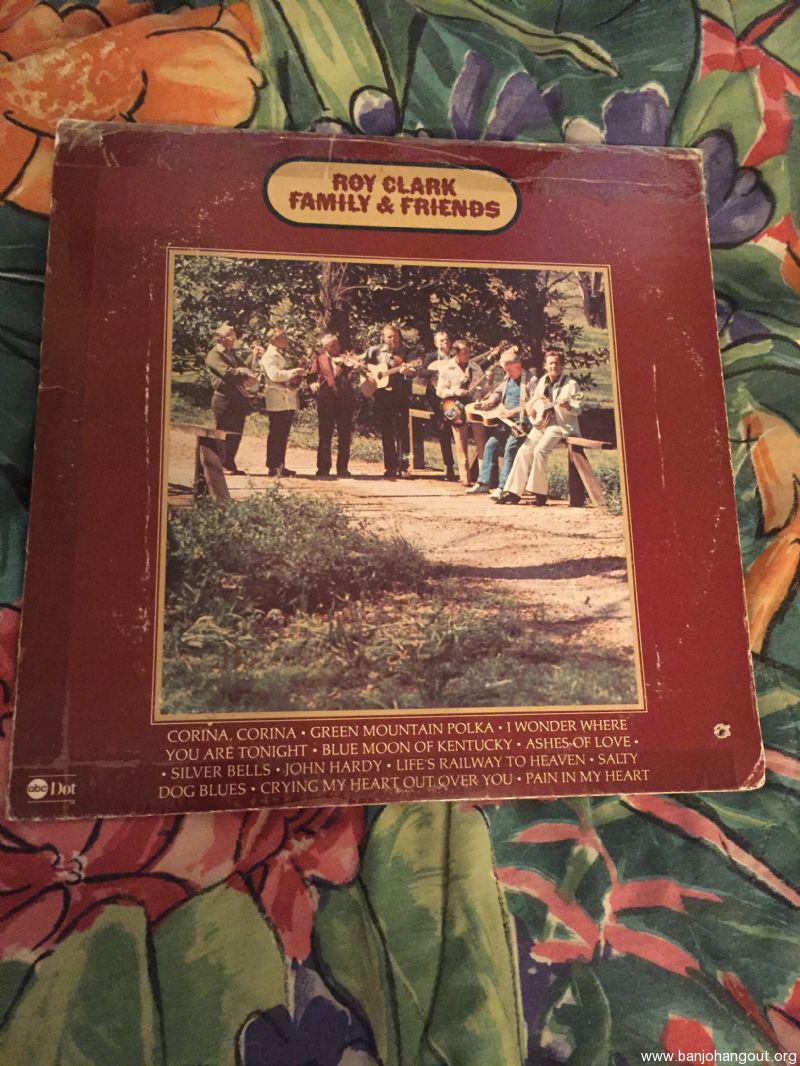 ROY CLARK
FAMILY & FRIENDS
CORINA, CORINA • GREEN MOUNTAIN POLKA • I WONDER WHERE
YOU ARE TONIGHT • BLUE MOON OF KENTUCKY • ASHES OF LOVE •
• SILVER BELLS • JOHN HARDY • LIFE'S RAILWAY TO HEAVEN • SALTY
DOG BLUES • CRYING MY HEART OUT OVER YOU • PAIN IN MY HEART
abc Dot
www.banjohangout.org